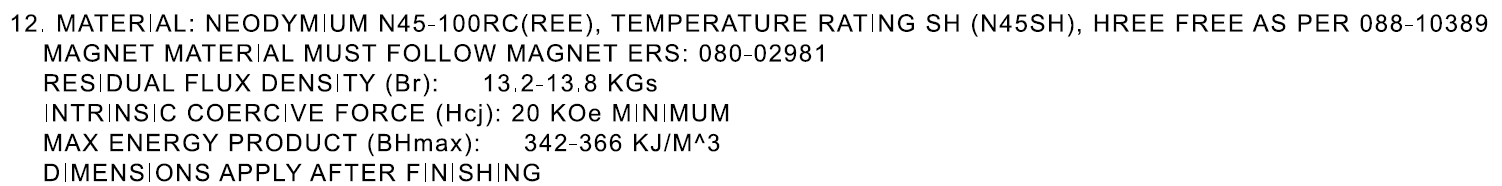 12. MATERIAL: NEODYMIUM N45-100RC(REE), TEMPERATURE RATING SH (N45SH), HREE FREE AS PER 088-10389
MAGNET MATERIAL MUST FOLLOW MAGNET ERS: 080-02981
RESIDUAL FLUX DENSITY (Br): 13.2-13.8 KGs
INTRINSIC COERCIVE FORCE (Hcj): 20 KOe MINIMUM
MAX ENERGY PRODUCT (BHmax): 342-366 KJ/M^3
DIMENSIONS APPLY AFTER FINISHING